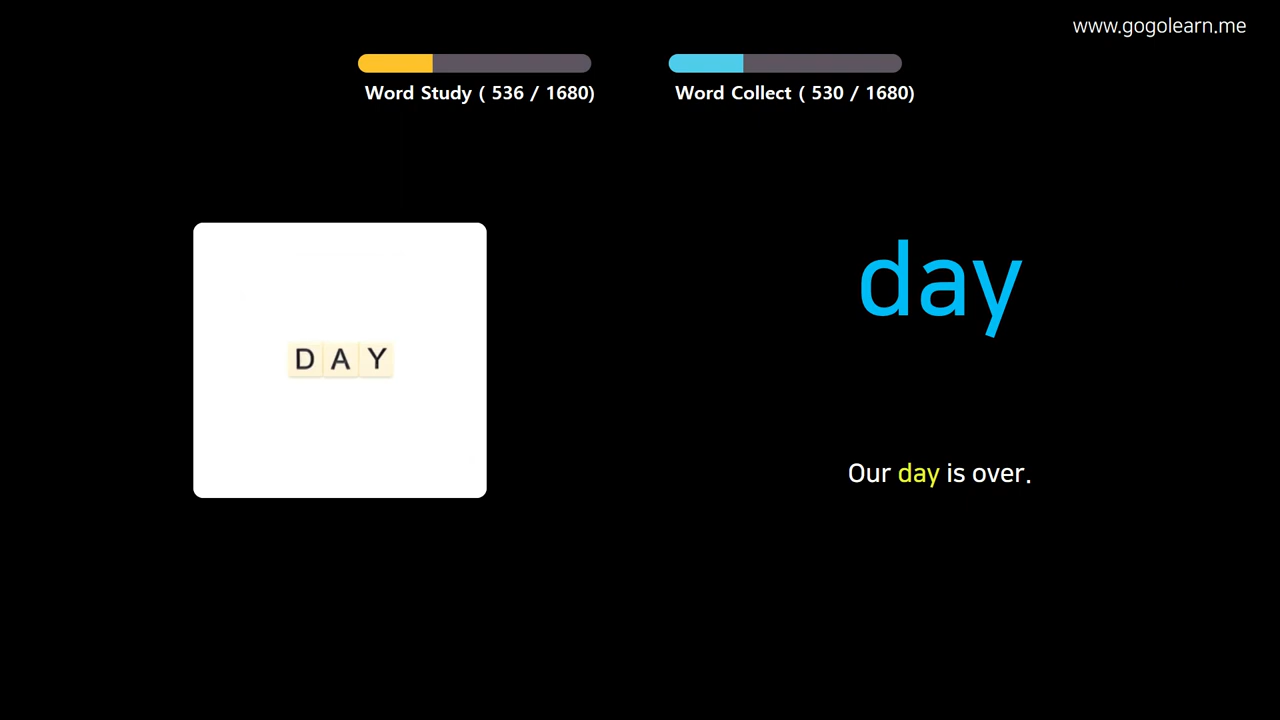 www.gogolearn.me
Word Study ( 536 / 1680)
Word Collect ( 530 / 1680)
DAY
day
Our day is over.